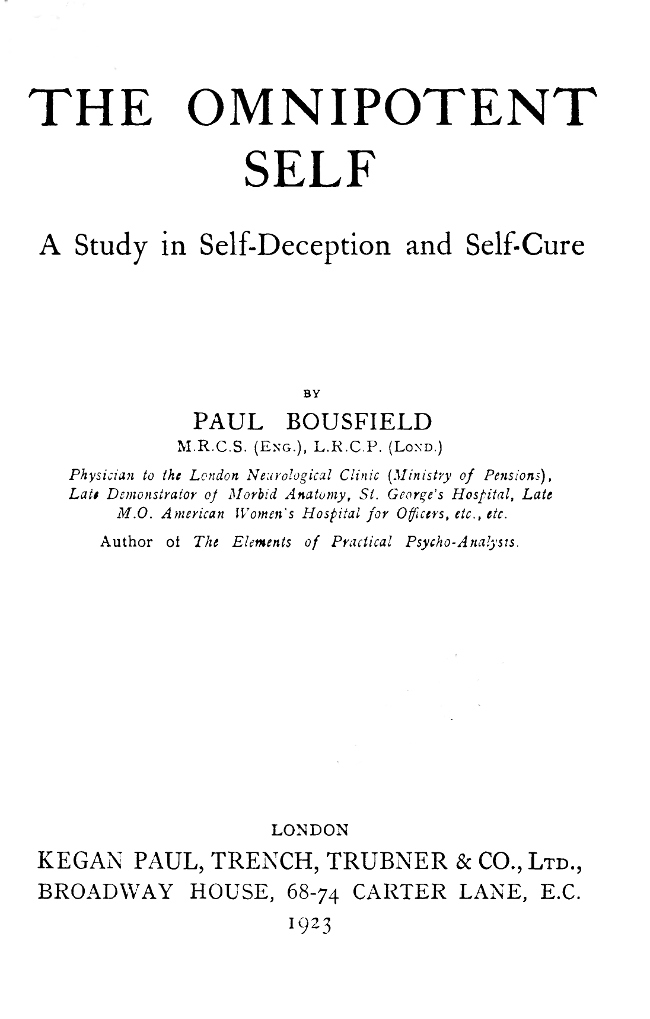 THE OMNIPOTENT
SELF
A Study in Self-Deception and Self-Cure
BY
PAUL BOUSFIELD
M.R.C.S. (Eng.), L.R.C.P. (Lond.)
Physician to the London Neurological Clinic (Ministry of Pensions),
Late Demonstrator of Morbid Anatomy, St. George's Hospital, Late
M.O. American Women's Hospital for Officers, etc., etc.
Author of The Elements of Practical Psycho-Analysis.
LONDON
KEGAN PAUL, TRENCH, TRUBNER & CO., Ltd.,
BROADWAY HOUSE, 68-74 CARTER LANE, E.C.
1923